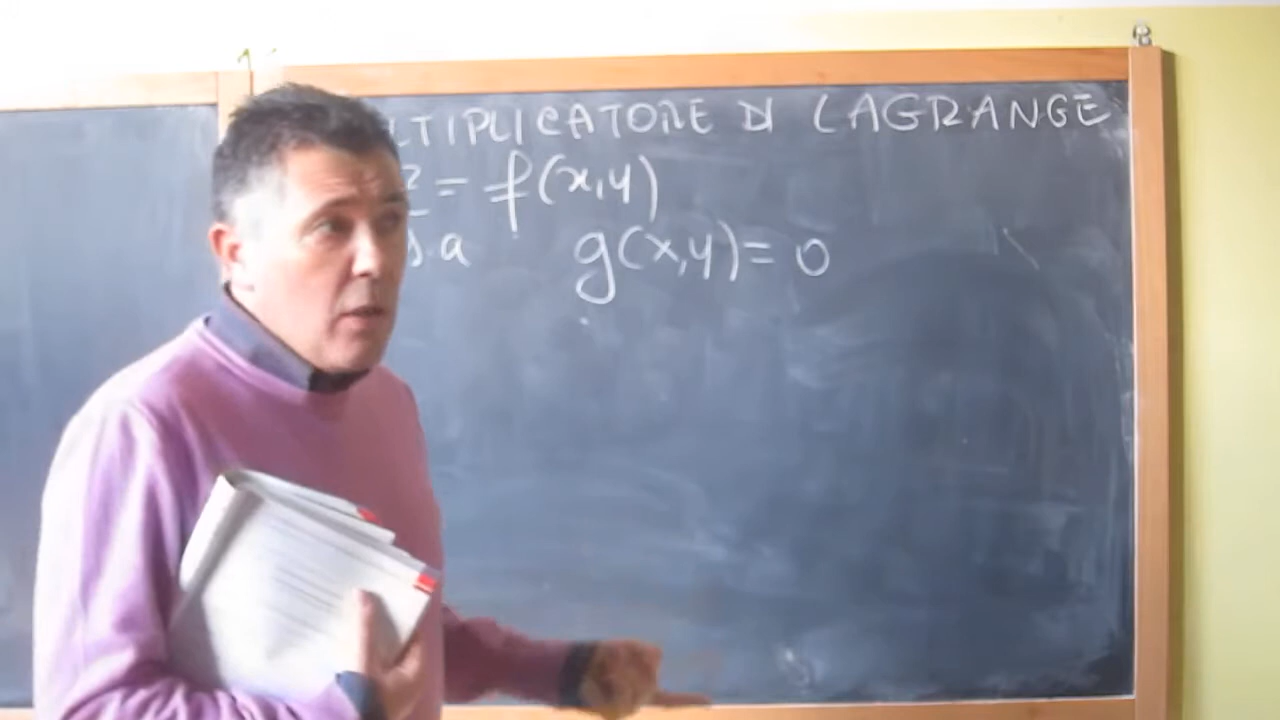 LTIPLICATORE DI LAGRANGE
z = f(x,y)
s.a g(x,y) = 0